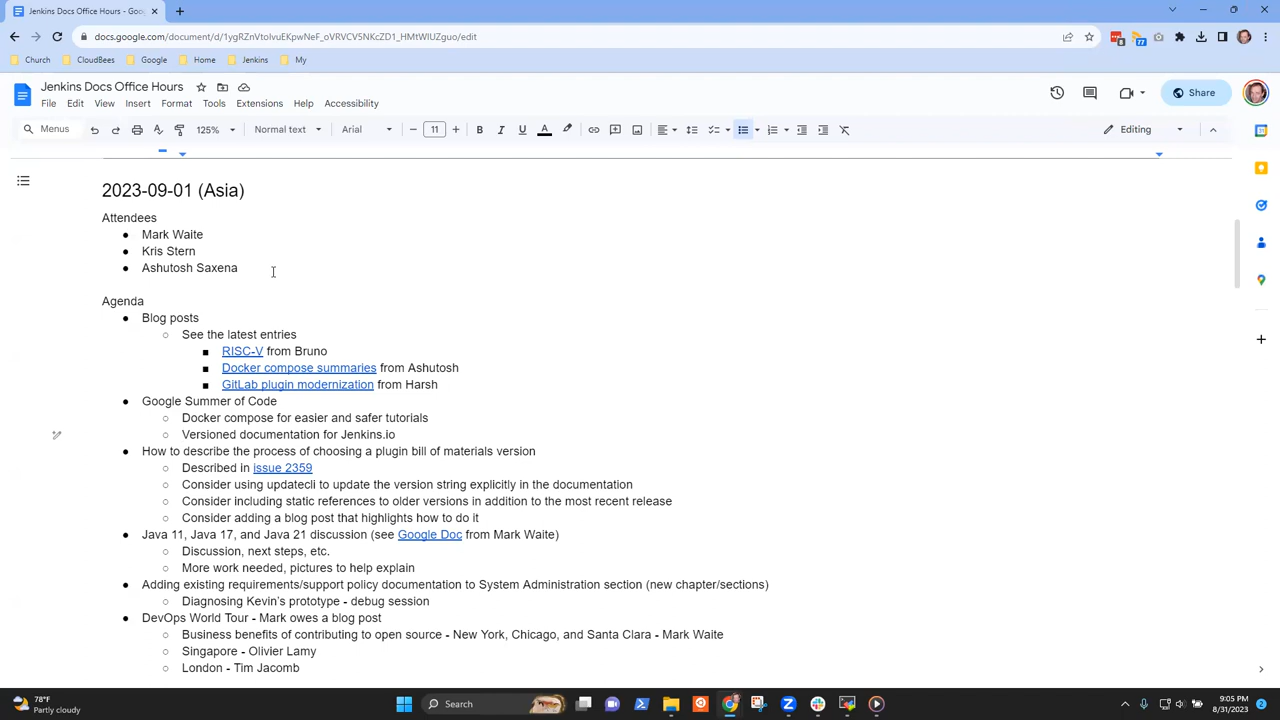 Jenkins Docs Office Hours - Goo
docs.google.com/document/d/1ygRZnVtoIvuEKpwNeF_oVRVCV5NKcZD1_HMtWIUZguo/edit
Church CloudBees Google Home Jenkins My
Jenkins Docs Office Hours
File Edit View Insert Format Tools Extensions Help Accessibility
Share
Menus 125% Normal text Arial 11 Editing
2023-09-01 (Asia)
Attendees
● Mark Waite
● Kris Stern
● Ashutosh Saxena
Agenda
● Blog posts
○ See the latest entries
■ RISC-V from Bruno
■ Docker compose summaries from Ashutosh
■ GitLab plugin modernization from Harsh
● Google Summer of Code
○ Docker compose for easier and safer tutorials
○ Versioned documentation for Jenkins.io
● How to describe the process of choosing a plugin bill of materials version
○ Described in issue 2359
○ Consider using updatecli to update the version string explicitly in the documentation
○ Consider including static references to older versions in addition to the most recent release
○ Consider adding a blog post that highlights how to do it
● Java 11, Java 17, and Java 21 discussion (see Google Doc from Mark Waite)
○ Discussion, next steps, etc.
○ More work needed, pictures to help explain
● Adding existing requirements/support policy documentation to System Administration section (new chapter/sections)
○ Diagnosing Kevin's prototype - debug session
● DevOps World Tour - Mark owes a blog post
○ Business benefits of contributing to open source - New York, Chicago, and Santa Clara - Mark Waite
○ Singapore - Olivier Lamy
○ London - Tim Jacomb
78°F
Partly cloudy
Search
9:05 PM
8/31/2023